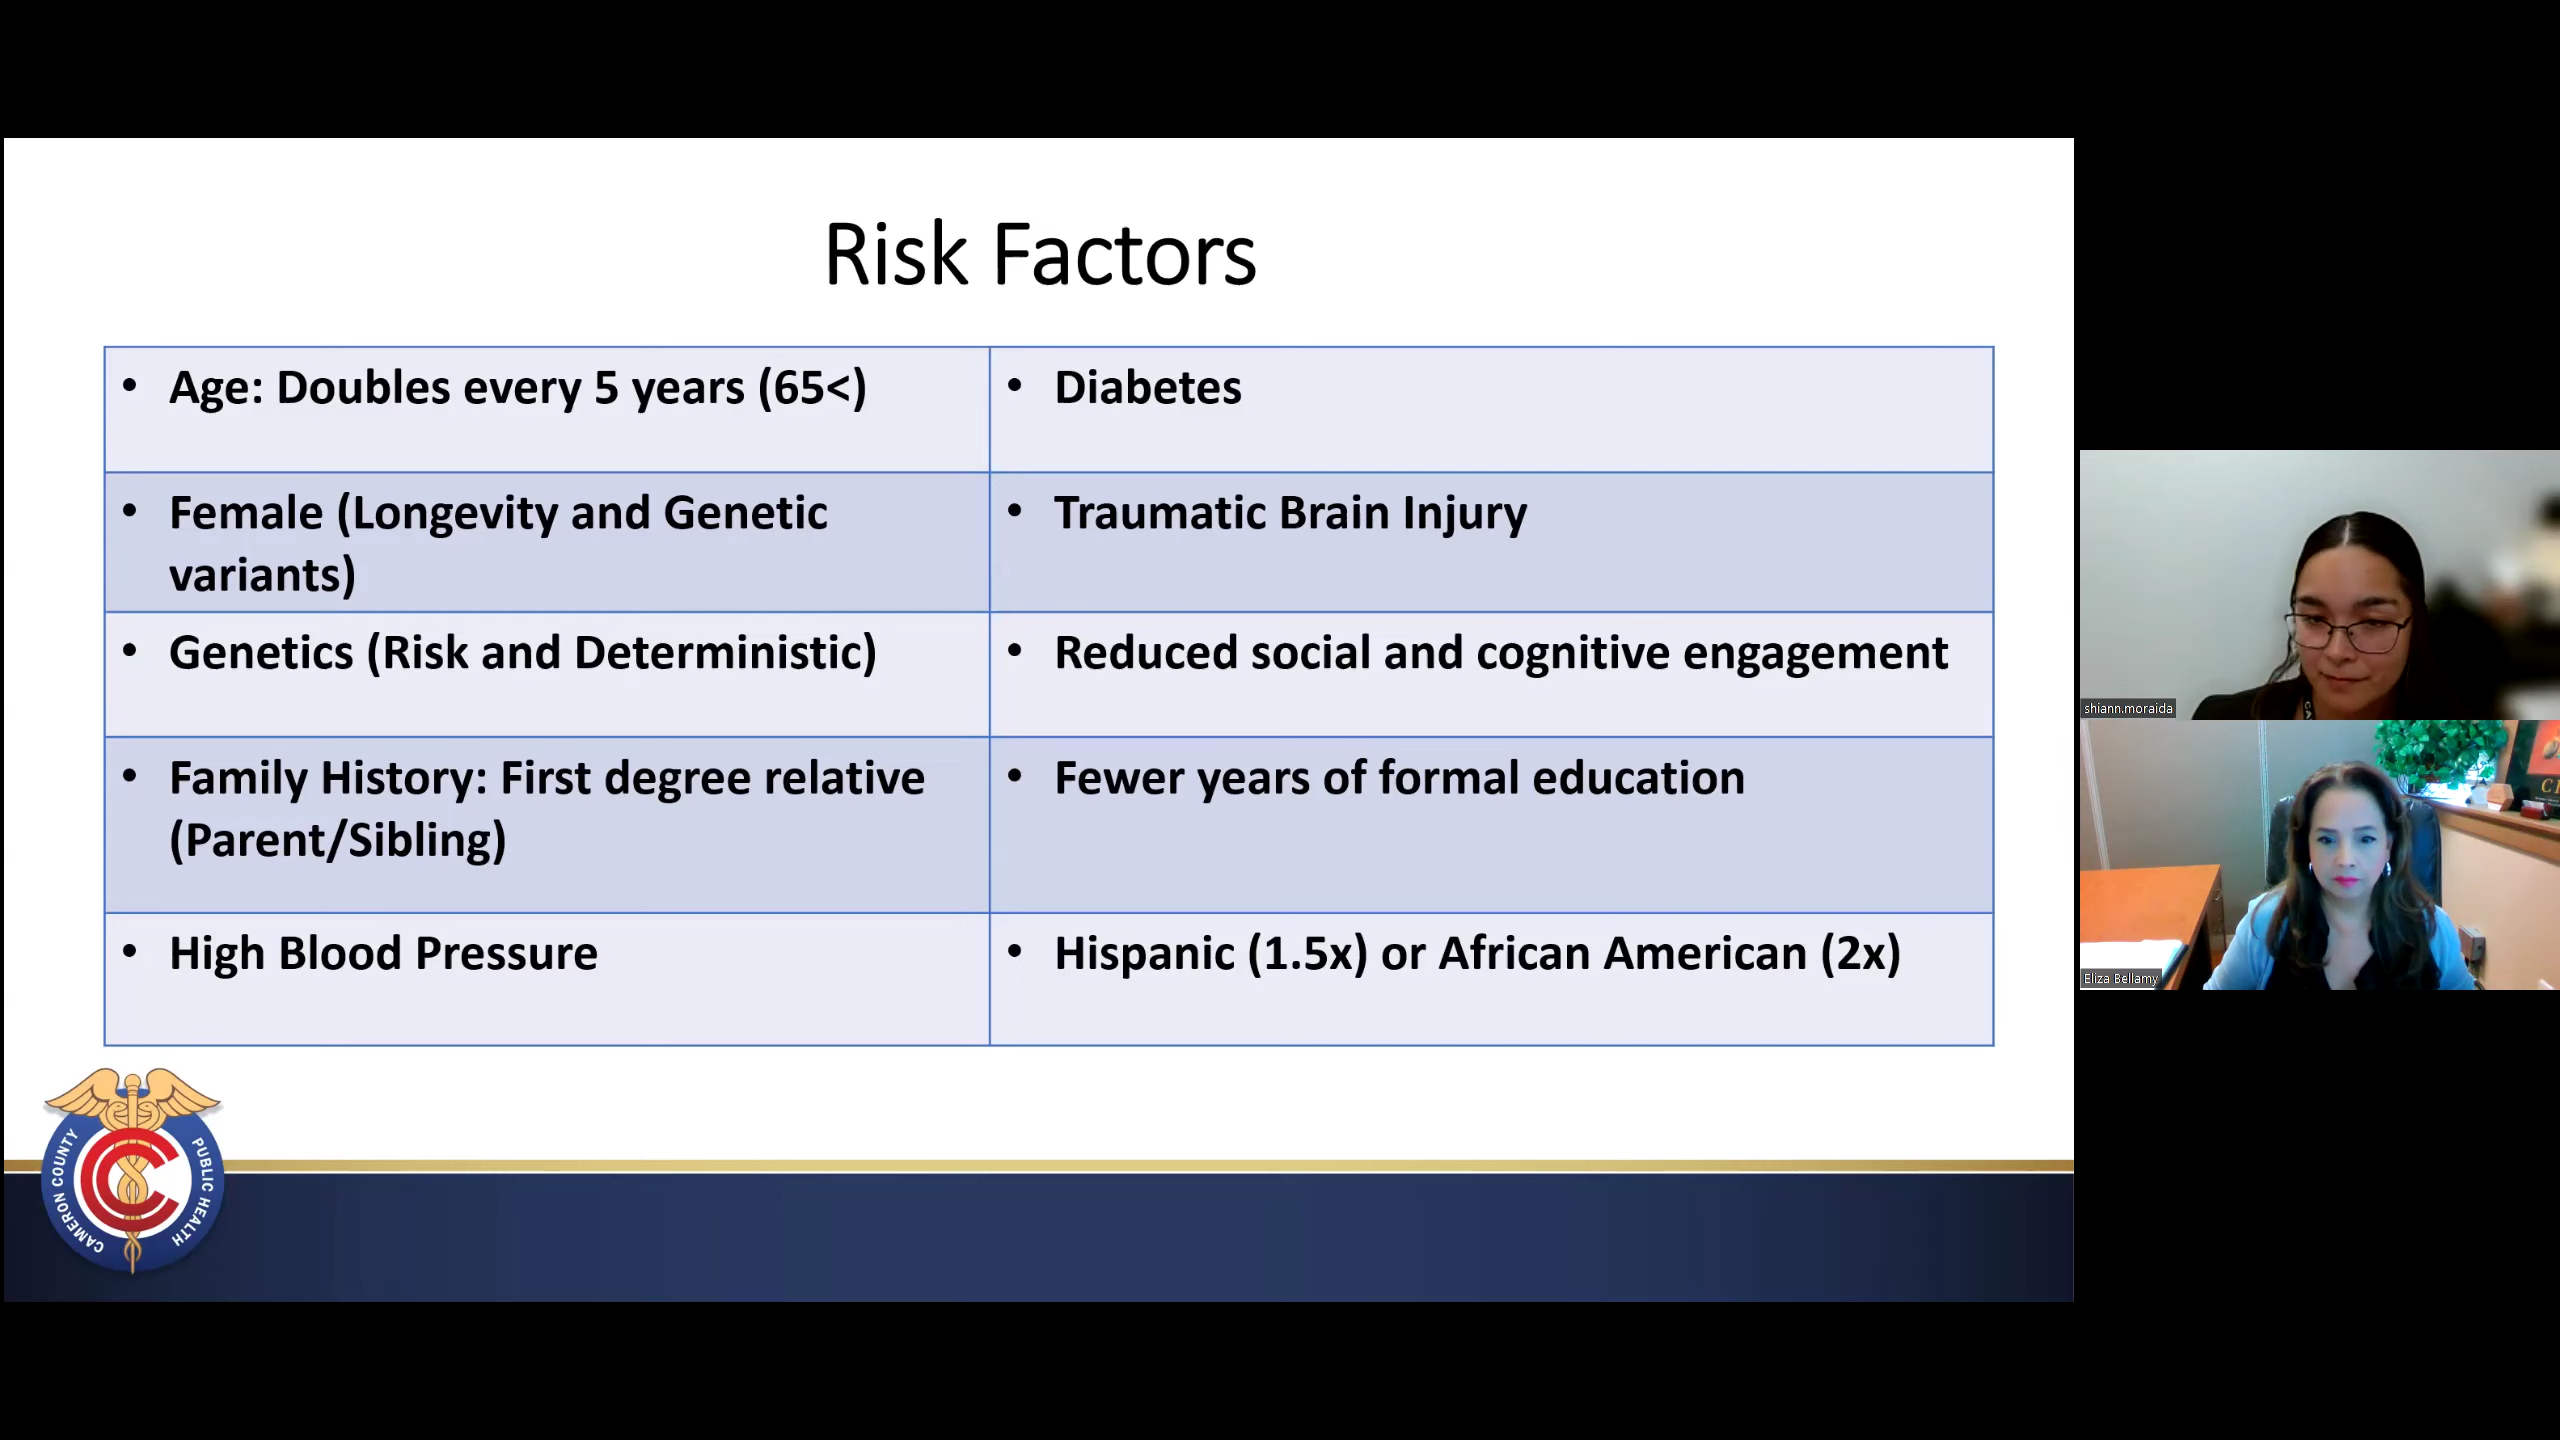 Risk Factors
• Age: Doubles every 5 years (65<)
• Diabetes
• Female (Longevity and Genetic
variants)
• Traumatic Brain Injury
• Genetics (Risk and Deterministic)
• Reduced social and cognitive engagement
• Family History: First degree relative
(Parent/Sibling)
• Fewer years of formal education
• High Blood Pressure
• Hispanic (1.5x) or African American (2x)
CAMERON COUNTY
PUBLIC HEALTH
shiann.moraida
Eliza Bellamy